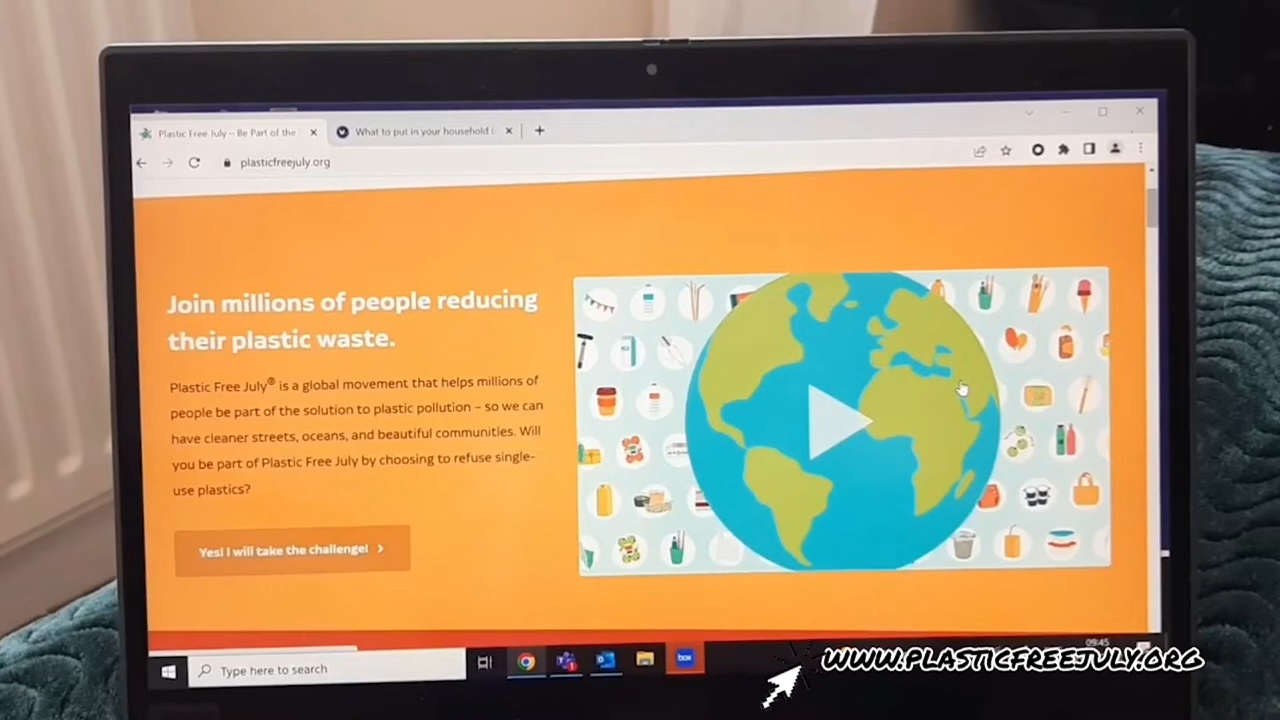 Plastic Free July – Be Part of the
What to put in your household
plasticfreejuly.org
Join millions of people reducing
their plastic waste.
Plastic Free July® is a global movement that helps millions of
people be part of the solution to plastic pollution – so we can
have cleaner streets, oceans, and beautiful communities. Will
you be part of Plastic Free July by choosing to refuse single-
use plastics?
Yes! I will take the challenge!
Type here to search
box
09:45
WWW.PLASTICFREEJULY.ORG